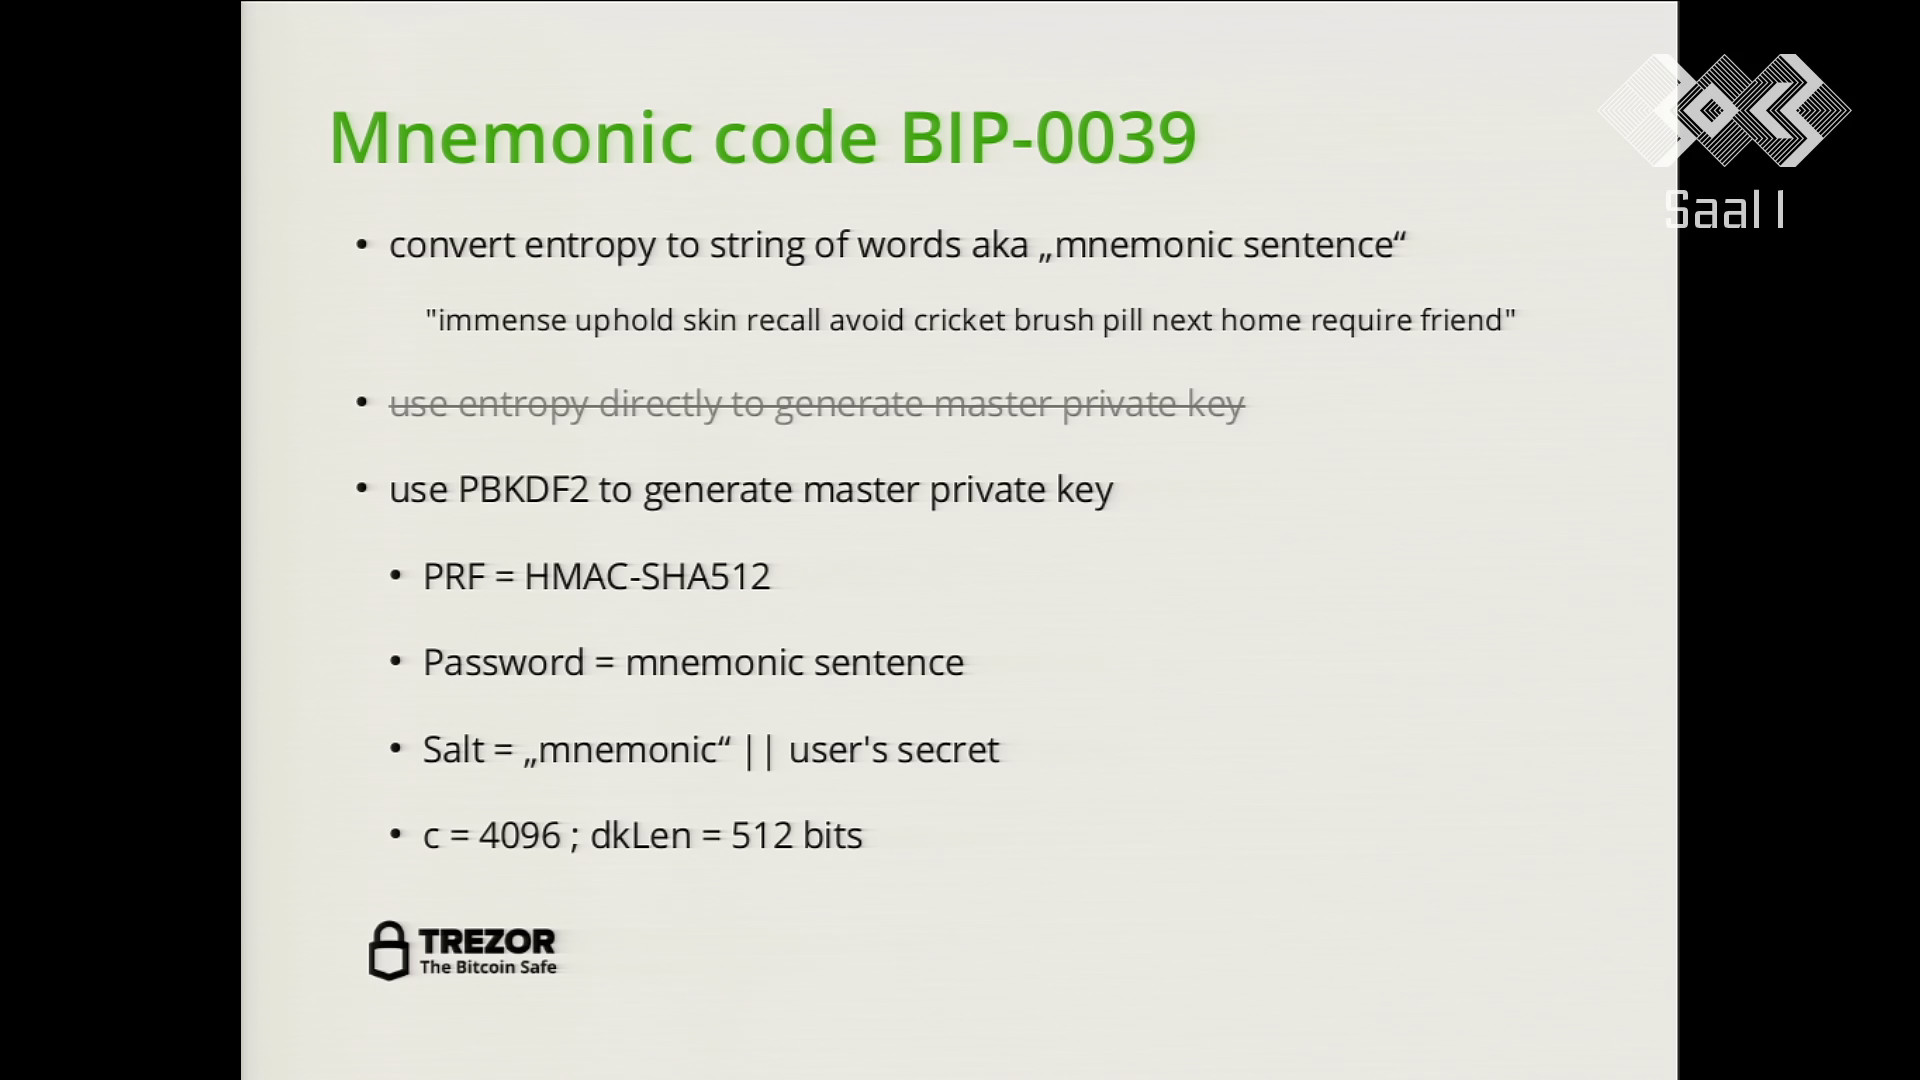 Mnemonic code BIP-0039
Saal 1
• convert entropy to string of words aka „mnemonic sentence“
"immense uphold skin recall avoid cricket brush pill next home require friend"
• use entropy directly to generate master private key
• use PBKDF2 to generate master private key
• PRF = HMAC-SHA512
• Password = mnemonic sentence
• Salt = „mnemonic“ || user's secret
• c = 4096 ; dkLen = 512 bits
TREZOR
The Bitcoin Safe